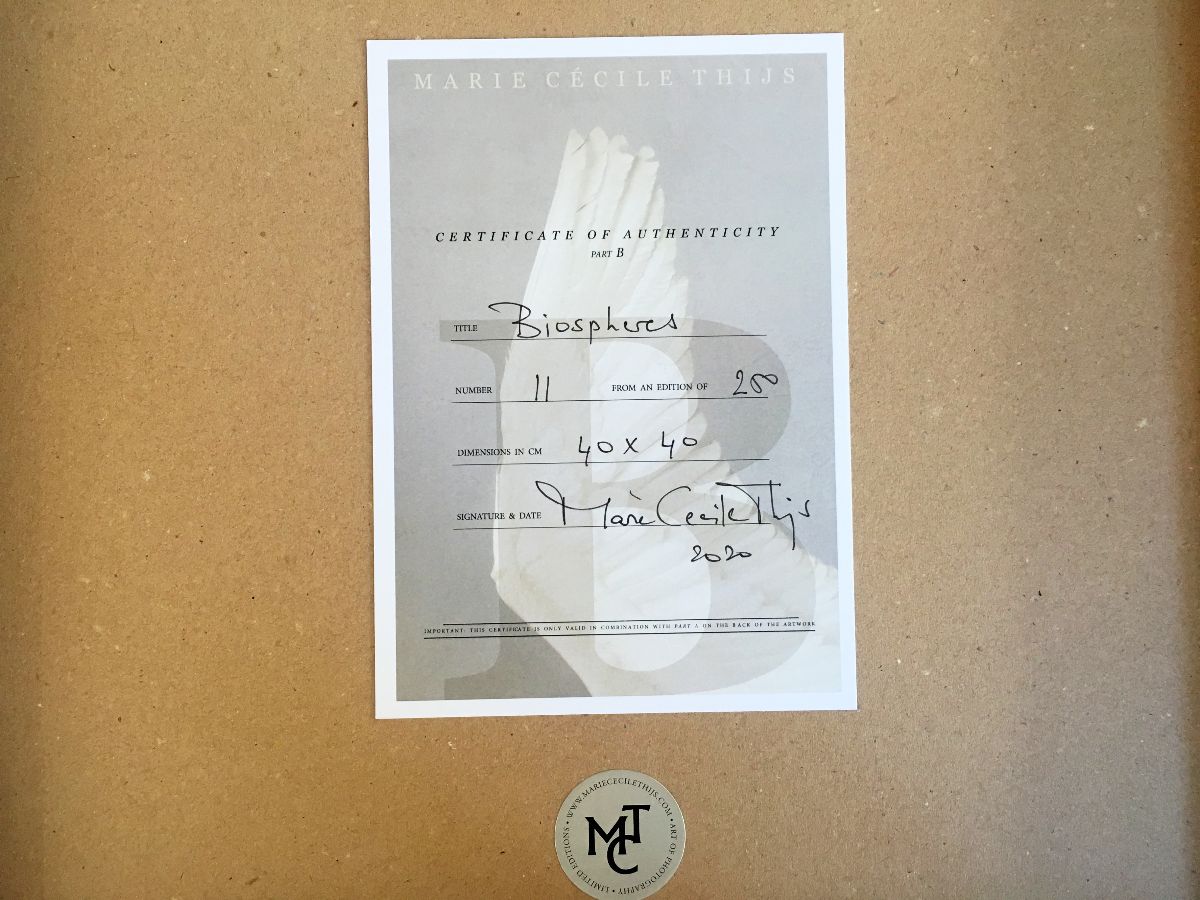 MARIE CÉCILE THIJS
CERTIFICATE OF AUTHENTICITY
PART B
TITLE Biospheres
NUMBER 11 FROM AN EDITION OF 200
DIMENSIONS IN CM 40 X 40
SIGNATURE & DATE Marie Cecile Thijs
2020
IMPORTANT: THIS CERTIFICATE IS ONLY VALID IN COMBINATION WITH PART A ON THE BACK OF THE ARTWORK
B
• WWW.MARIECECILETHIJS.COM • ART OF PHOTOGRAPHY • LIMITED EDITIONS
MTC